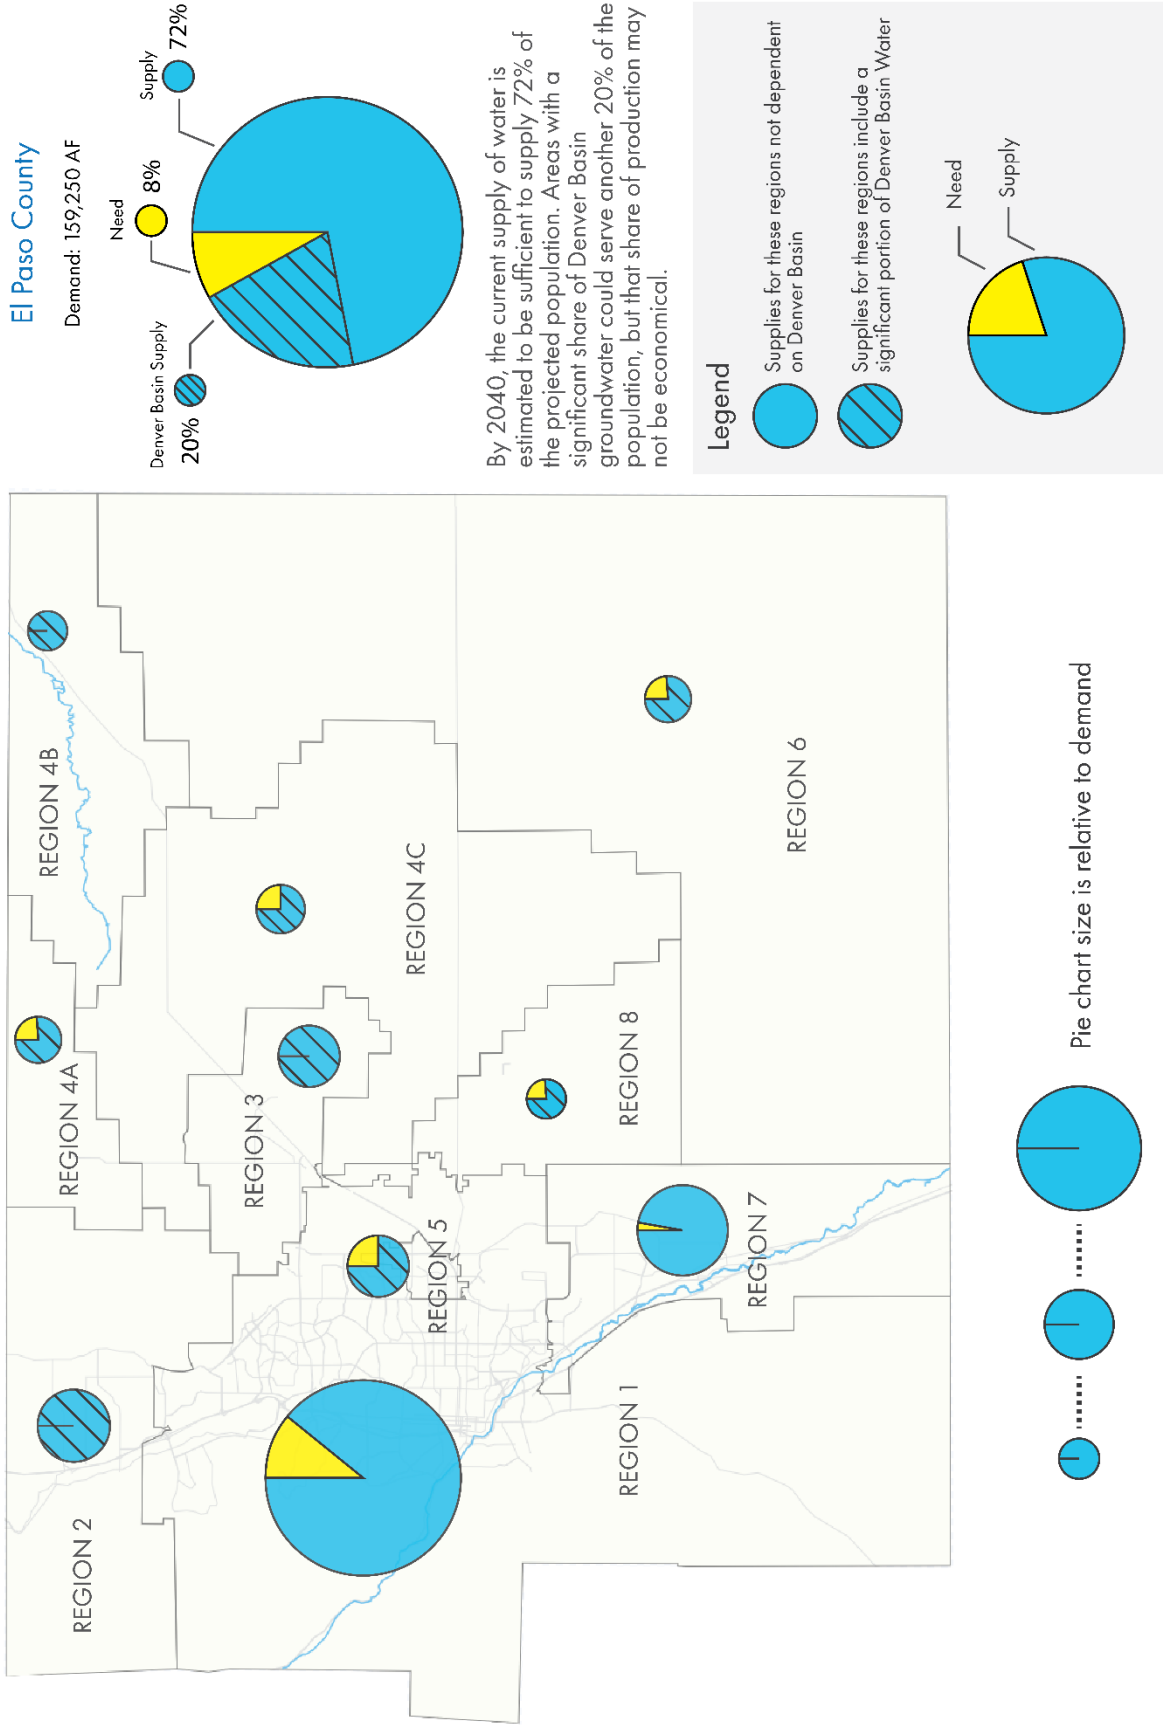 REGION 2
REGION 4A
REGION 4B
REGION 3
REGION 4C
REGION 5
REGION 8
REGION 1
REGION 7
REGION 6
Pie chart size is relative to demand
El Paso County
Demand: 159,250 AF
Need
8%
Denver Basin Supply
20%
Supply
72%
By 2040, the current supply of water is
estimated to be sufficient to supply 72% of
the projected population. Areas with a
significant share of Denver Basin
groundwater could serve another 20% of the
population, but that share of production may
not be economical.
Legend
Supplies for these regions not dependent
on Denver Basin
Supplies for these regions include a
significant portion of Denver Basin Water
Need
Supply